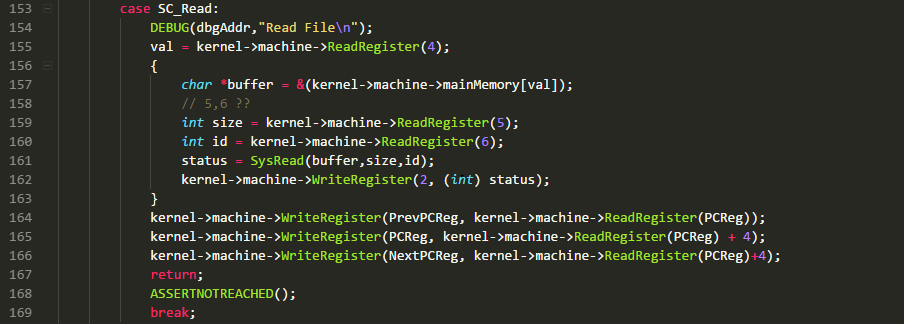 153 case SC_Read:
154 DEBUG(dbgAddr,"Read File\n");
155 val = kernel->machine->ReadRegister(4);
156 {
157 char *buffer = &(kernel->machine->mainMemory[val]);
158 // 5,6 ??
159 int size = kernel->machine->ReadRegister(5);
160 int id = kernel->machine->ReadRegister(6);
161 status = SysRead(buffer,size,id);
162 kernel->machine->WriteRegister(2, (int) status);
163 }
164 kernel->machine->WriteRegister(PrevPCReg, kernel->machine->ReadRegister(PCReg));
165 kernel->machine->WriteRegister(PCReg, kernel->machine->ReadRegister(PCReg) + 4);
166 kernel->machine->WriteRegister(NextPCReg, kernel->machine->ReadRegister(PCReg)+4);
167 return;
168 ASSERTNOTREACHED();
169 break;